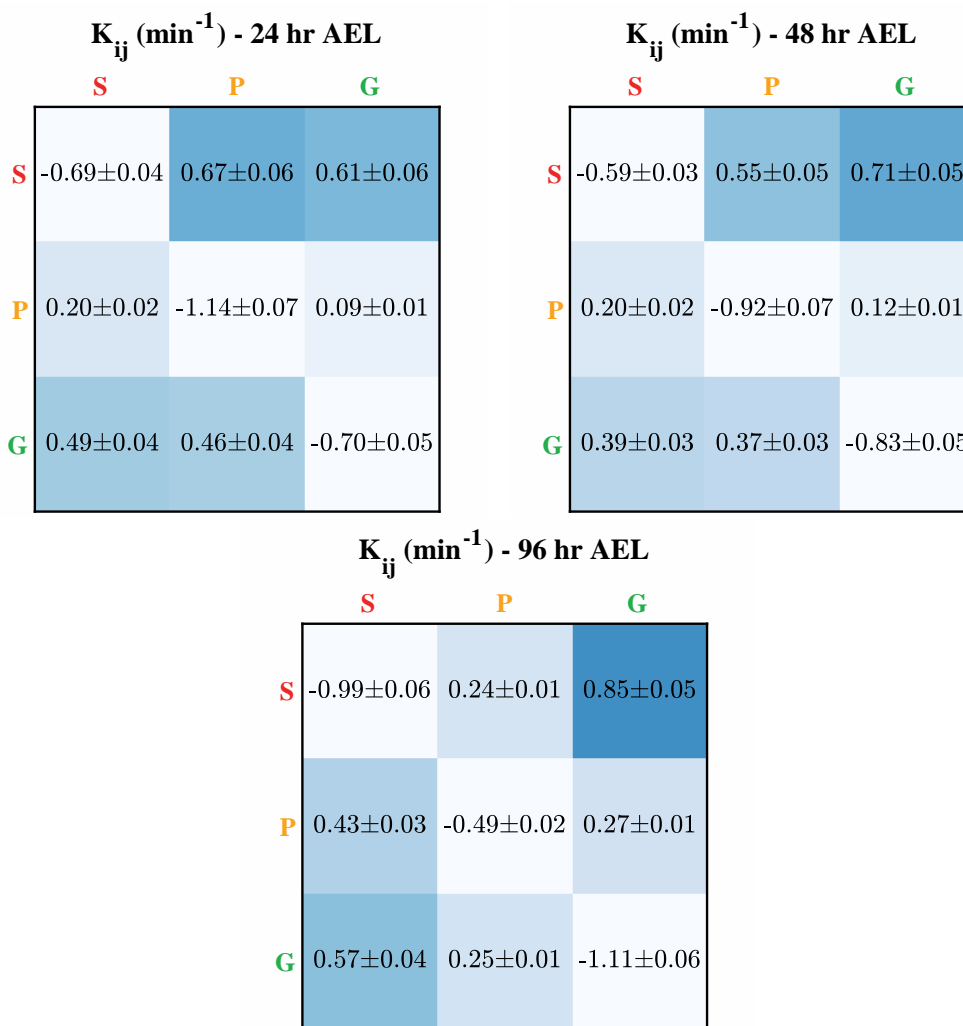 K_ij (min^-1) - 24 hr AEL
S P G
S -0.69±0.04 0.67±0.06 0.61±0.06
P 0.20±0.02 -1.14±0.07 0.09±0.01
G 0.49±0.04 0.46±0.04 -0.70±0.05
K_ij (min^-1) - 48 hr AEL
S P G
S -0.59±0.03 0.55±0.05 0.71±0.05
P 0.20±0.02 -0.92±0.07 0.12±0.01
G 0.39±0.03 0.37±0.03 -0.83±0.05
K_ij (min^-1) - 96 hr AEL
S P G
S -0.99±0.06 0.24±0.01 0.85±0.05
P 0.43±0.03 -0.49±0.02 0.27±0.01
G 0.57±0.04 0.25±0.01 -1.11±0.06